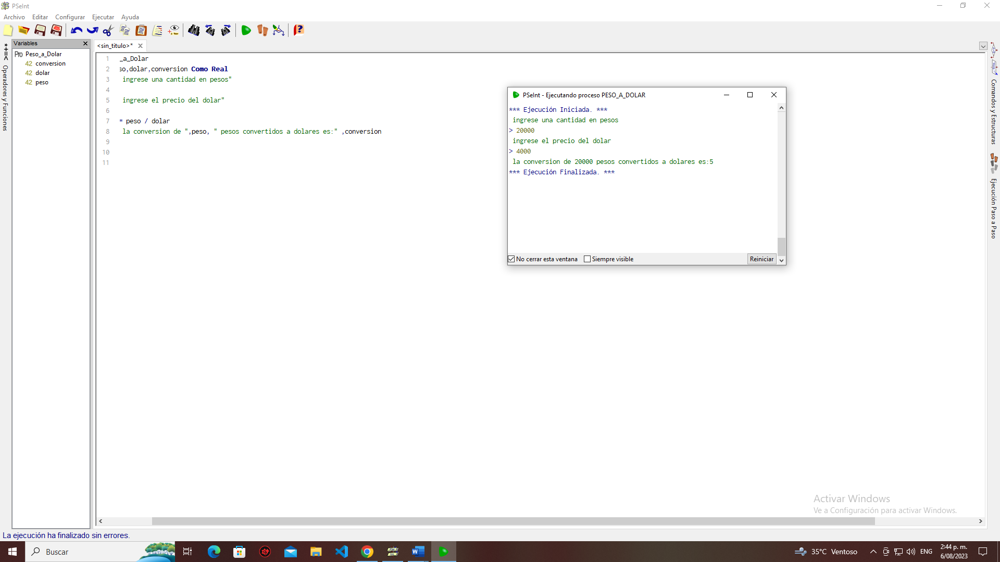 PSeInt
Archivo Editar Configurar Ejecutar Ayuda
Variables
<sin_titulo>*
Pro Peso_a_Dolar
42 conversion
42 dolar
42 peso
*+=<
Operadores y Funciones
1 _a_Dolar
2 so,dolar,conversion Como Real
3 ingrese una cantidad en pesos"
4
5 ingrese el precio del dolar"
6
7 = peso / dolar
8 la conversion de ",peso, " pesos convertidos a dolares es:" ,conversion
9
10
11
PSeInt - Ejecutando proceso PESO_A_DOLAR
*** Ejecución Iniciada. ***
ingrese una cantidad en pesos
> 20000
ingrese el precio del dolar
> 4000
la conversion de 20000 pesos convertidos a dolares es:5
*** Ejecución Finalizada. ***
No cerrar esta ventana Siempre visible Reiniciar
Comandos y Estructuras
Ejecución Paso a Paso
Activar Windows
Ve a Configuración para activar Windows.
La ejecución ha finalizado sin errores.
Buscar
35°C Ventoso
ENG
2:44 p. m.
6/08/2023